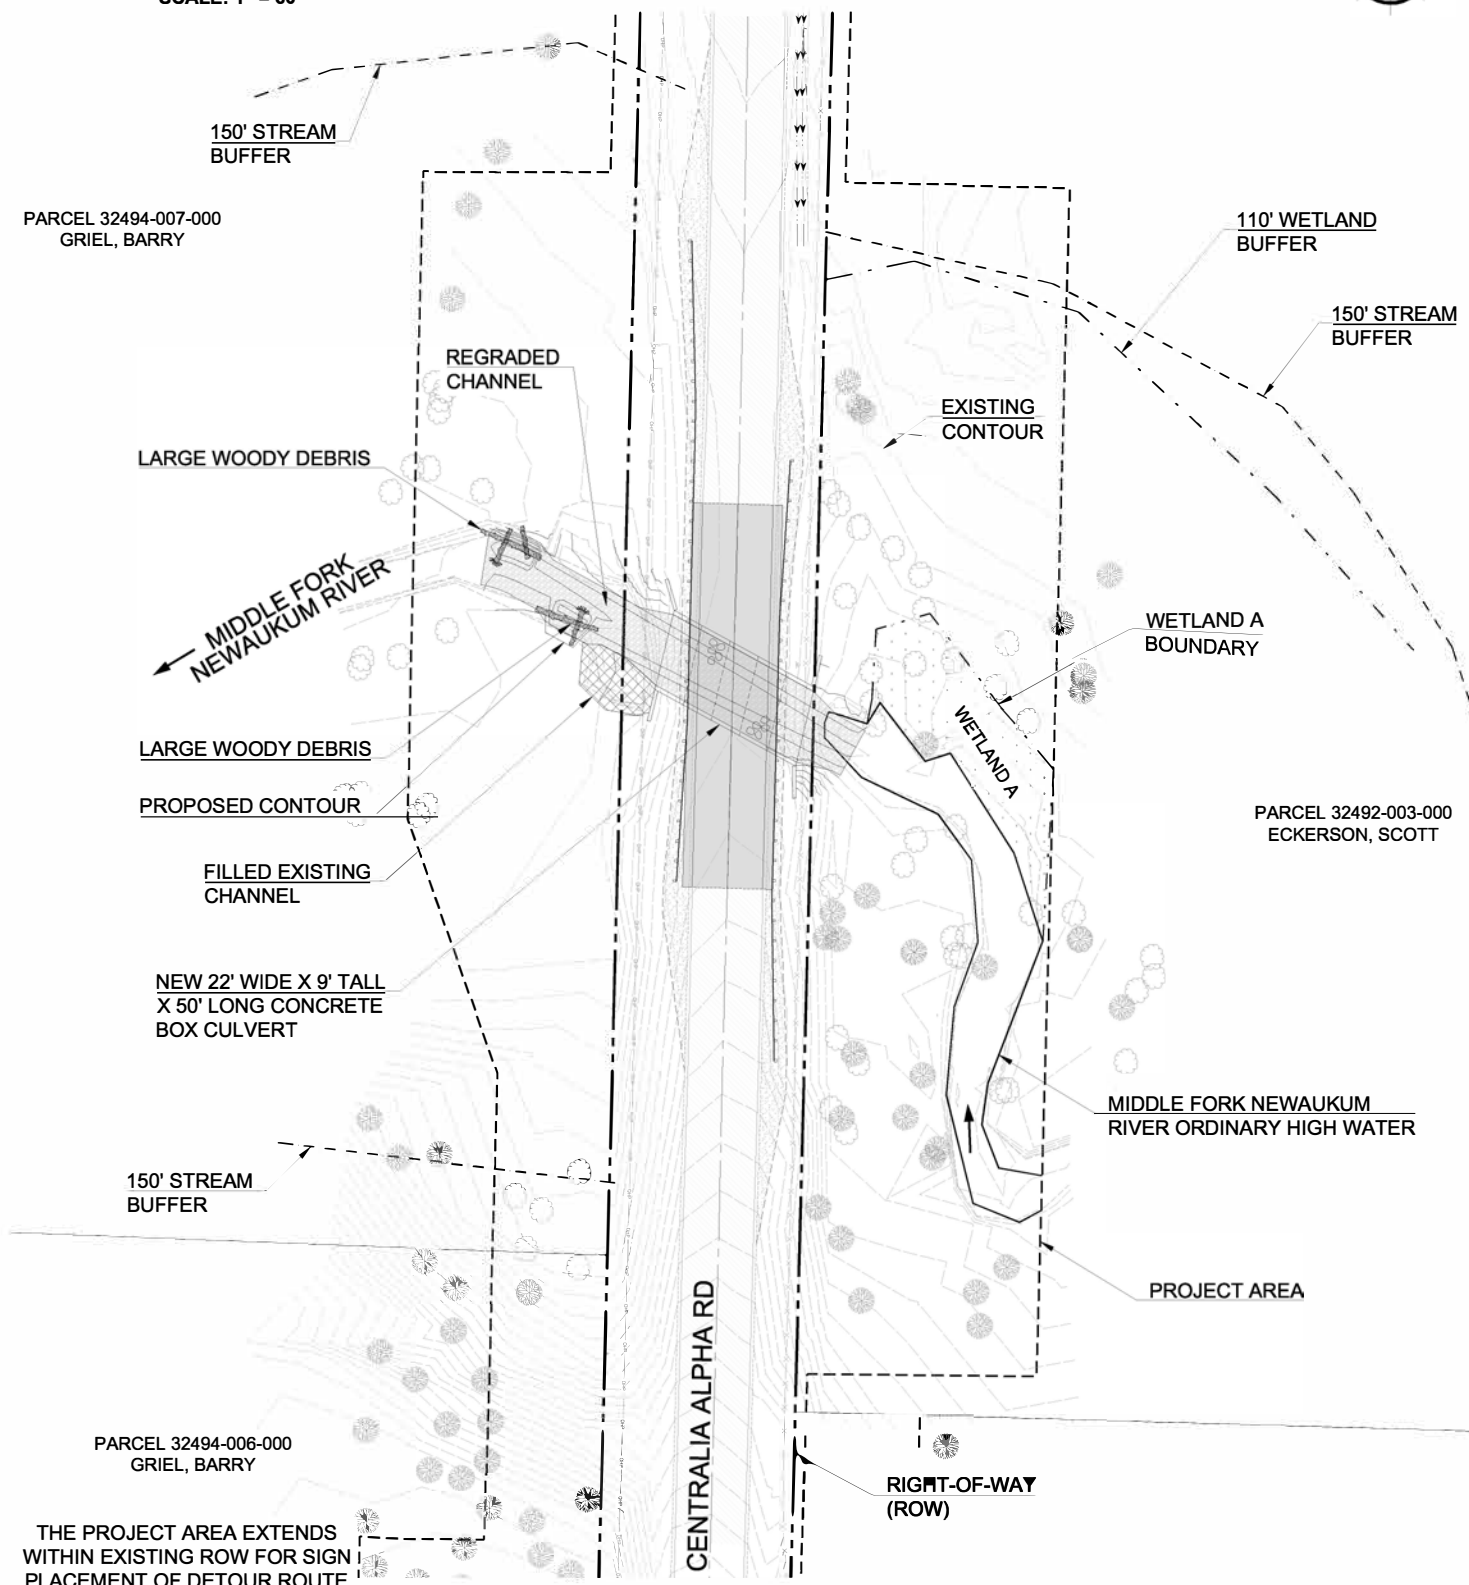 150' STREAM
BUFFER
PARCEL 32494-007-000
GRIEL, BARRY
110' WETLAND
BUFFER
150' STREAM
BUFFER
REGRADED
CHANNEL
EXISTING
CONTOUR
LARGE WOODY DEBRIS
MIDDLE FORK
NEWAUKUM RIVER
WETLAND A
BOUNDARY
WETLAND A
LARGE WOODY DEBRIS
PROPOSED CONTOUR
PARCEL 32492-003-000
ECKERSON, SCOTT
FILLED EXISTING
CHANNEL
NEW 22' WIDE X 9' TALL
X 50' LONG CONCRETE
BOX CULVERT
MIDDLE FORK NEWAUKUM
RIVER ORDINARY HIGH WATER
150' STREAM
BUFFER
PROJECT AREA
CENTRALIA ALPHA RD
PARCEL 32494-006-000
GRIEL, BARRY
RIGHT-OF-WAY
(ROW)
THE PROJECT AREA EXTENDS
WITHIN EXISTING ROW FOR SIGN
PLACEMENT OF DETOUR ROUTE